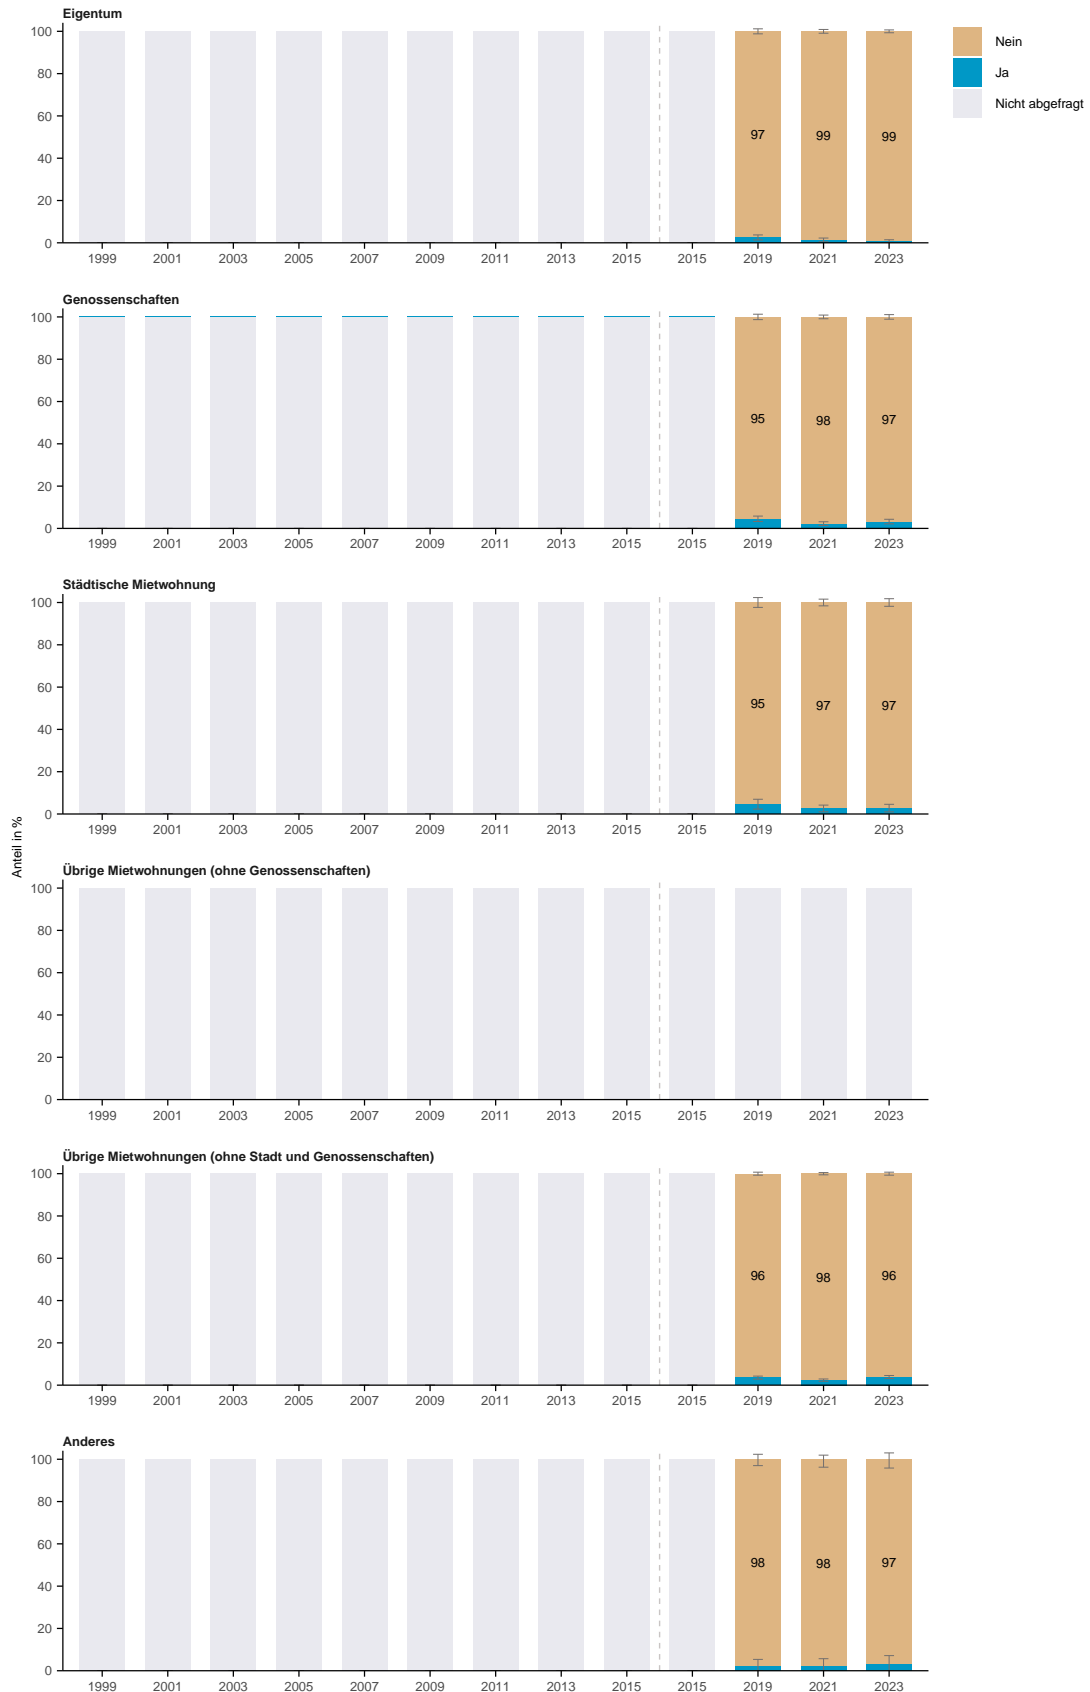 Eigentum
100
80
60
40
20
0
97 99 99
1999 2001 2003 2005 2007 2009 2011 2013 2015 2015 2019 2021 2023
Nein
Ja
Nicht abgefragt
Genossenschaften
100
80
60
40
20
0
95 98 97
1999 2001 2003 2005 2007 2009 2011 2013 2015 2015 2019 2021 2023
Städtische Mietwohnung
100
80
60
40
20
0
95 97 97
1999 2001 2003 2005 2007 2009 2011 2013 2015 2015 2019 2021 2023
Anteil in %
Übrige Mietwohnungen (ohne Genossenschaften)
100
80
60
40
20
0
1999 2001 2003 2005 2007 2009 2011 2013 2015 2015 2019 2021 2023
Übrige Mietwohnungen (ohne Stadt und Genossenschaften)
100
80
60
40
20
0
96 98 96
1999 2001 2003 2005 2007 2009 2011 2013 2015 2015 2019 2021 2023
Anderes
100
80
60
40
20
0
98 98 97
1999 2001 2003 2005 2007 2009 2011 2013 2015 2015 2019 2021 2023